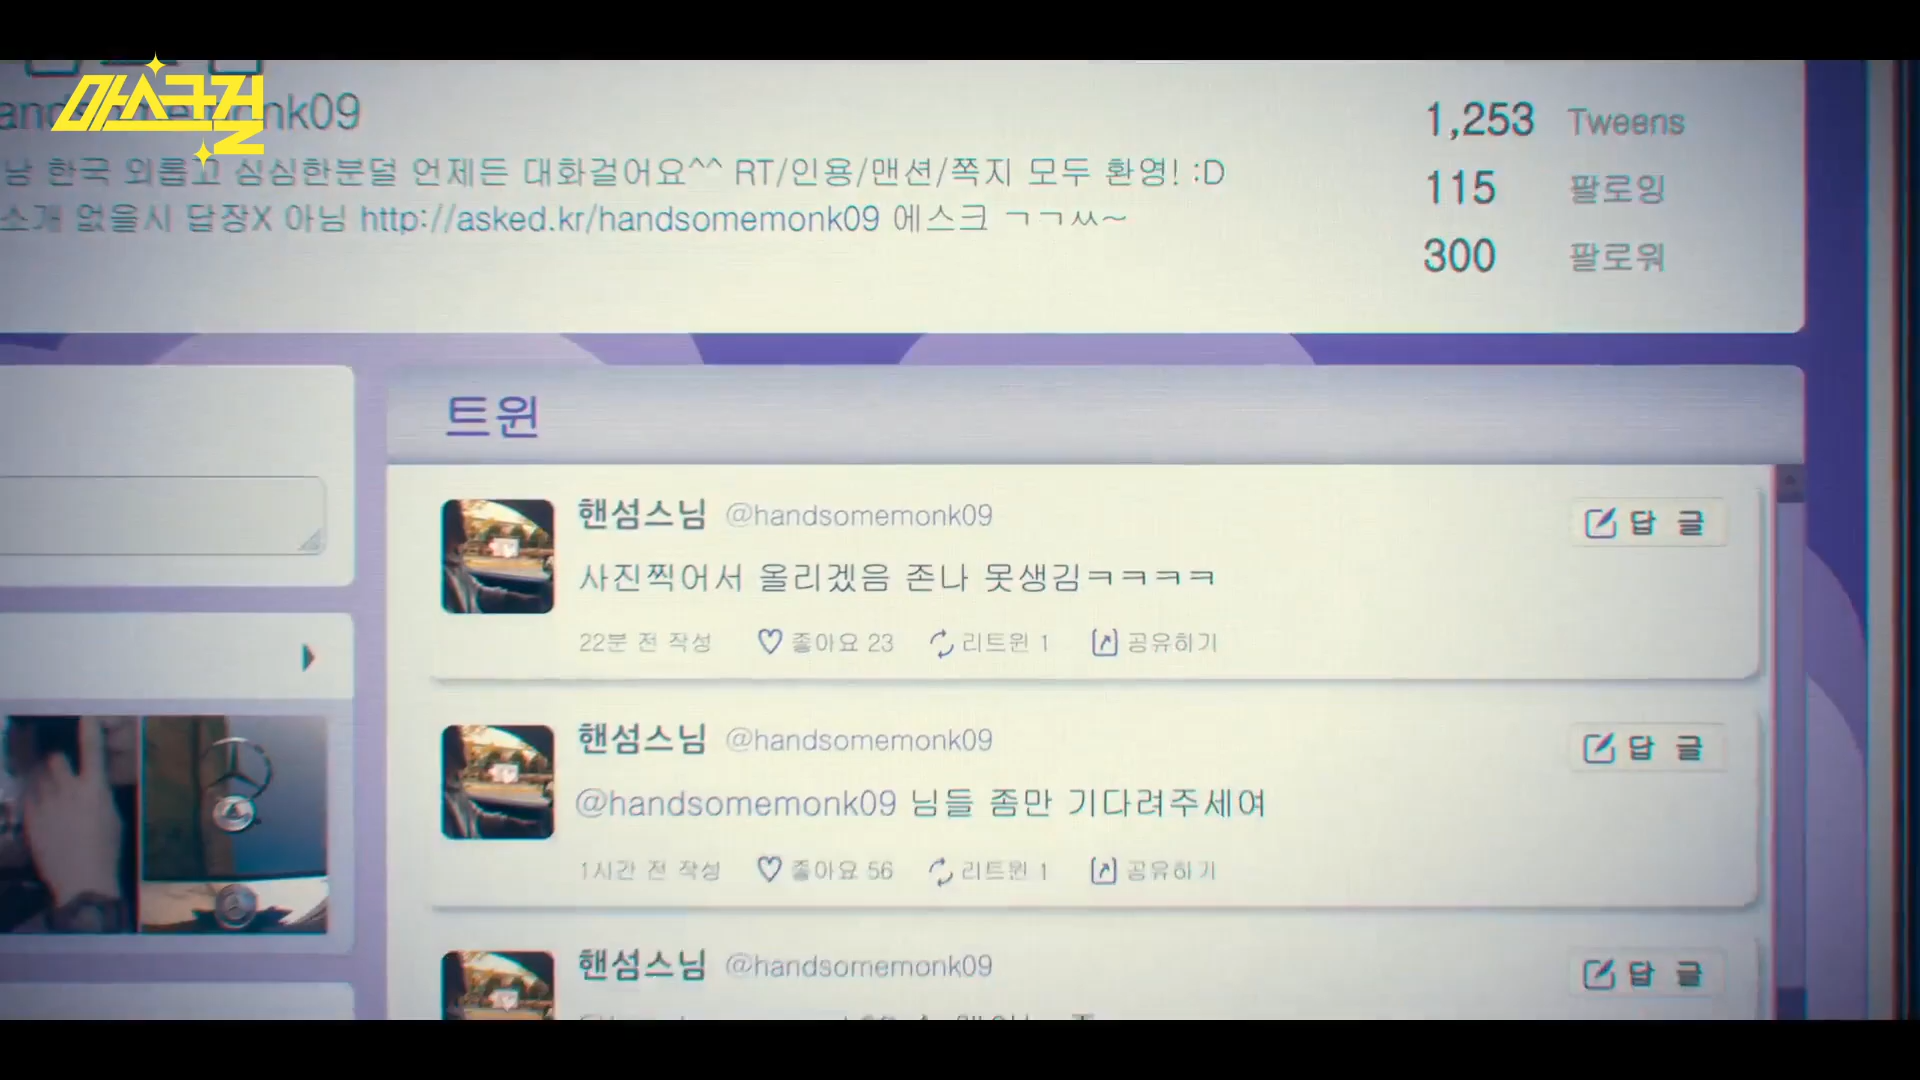 마스크걸
handsomemonk09
낭 한국 외롭고 심심한분덜 언제든 대화걸어요^^ RT/인용/맨션/쪽지 모두 환영! :D
소개 없을시 답장X 아님 http://asked.kr/handsomemonk09 에스크 ㄱㄱㅆ~
1,253 Tweens
115 팔로잉
300 팔로워
트윈
핸섬스님 @handsomemonk09
답 글
사진찍어서 올리겠음 존나 못생김ㅋㅋㅋㅋ
22분 전 작성 좋아요 23 리트윈 1 공유하기
핸섬스님 @handsomemonk09
답 글
@handsomemonk09 님들 좀만 기다려주세여
1시간 전 작성 좋아요 56 리트윈 1 공유하기
핸섬스님 @handsomemonk09
답 글